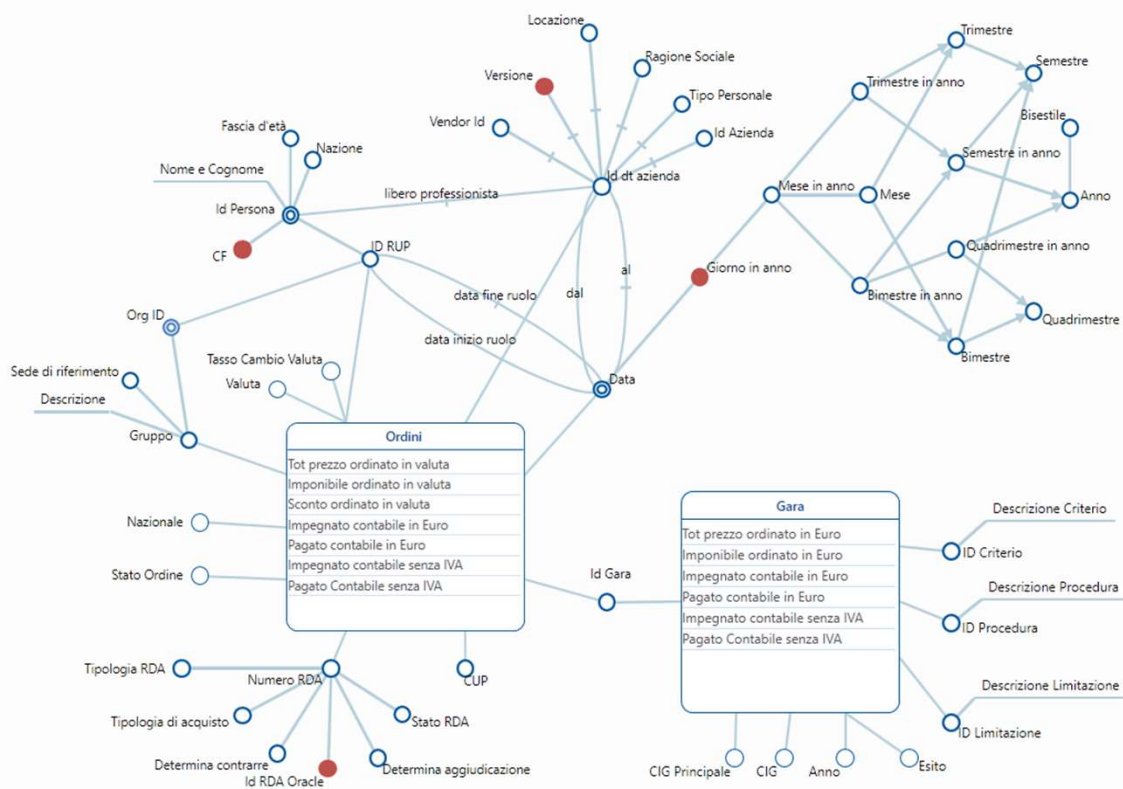 Locazione
Trimestre
Ragione Sociale
Semestre
Versione
Trimestre in anno
Tipo Personale
Bisestile
Fascia d'età
Vendor Id
Id Azienda
Nazione
Semestre in anno
Nome e Cognome
Id dt azienda
libero professionista
Mese in anno
Mese
Anno
Id Persona
CF
ID RUP
Quadrimestre in anno
Giorno in anno
al
Bimestre in anno
data fine ruolo
dal
Org ID
Quadrimestre
data inizio ruolo
Bimestre
Tasso Cambio Valuta
Sede di riferimento
Valuta
Data
Descrizione
Gruppo
Ordini
Tot prezzo ordinato in valuta
Imponibile ordinato in valuta
Sconto ordinato in valuta
Impegnato contabile in Euro
Pagato contabile in Euro
Impegnato contabile senza IVA
Pagato Contabile senza IVA
Nazionale
Stato Ordine
Id Gara
Gara
Tot prezzo ordinato in Euro
Imponibile ordinato in Euro
Impegnato contabile in Euro
Pagato contabile in Euro
Impegnato contabile senza IVA
Pagato Contabile senza IVA
Descrizione Criterio
ID Criterio
Descrizione Procedura
ID Procedura
Descrizione Limitazione
ID Limitazione
Tipologia RDA
Numero RDA
CUP
Tipologia di acquisto
Stato RDA
Determina contrarre
Id RDA Oracle
Determina aggiudicazione
CIG Principale
CIG
Anno
Esito